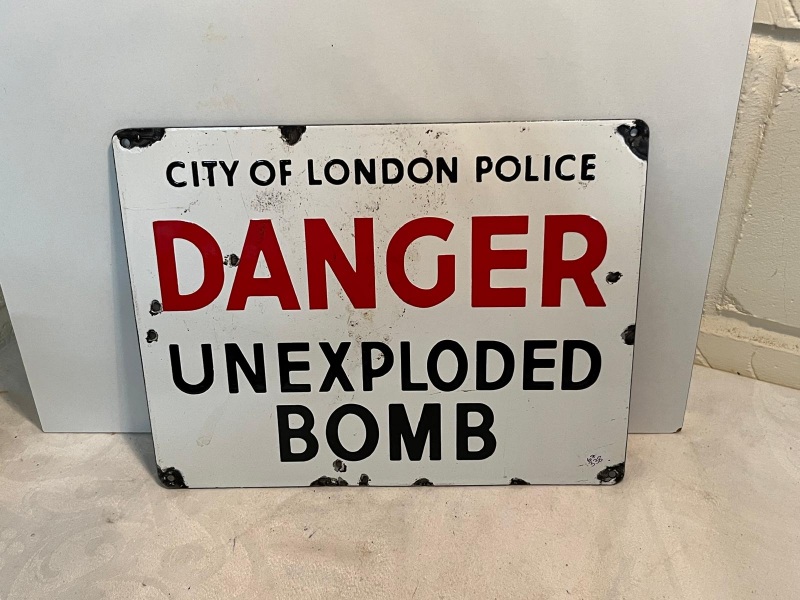 CITY OF LONDON POLICE
DANGER
UNEXPLODED
BOMB